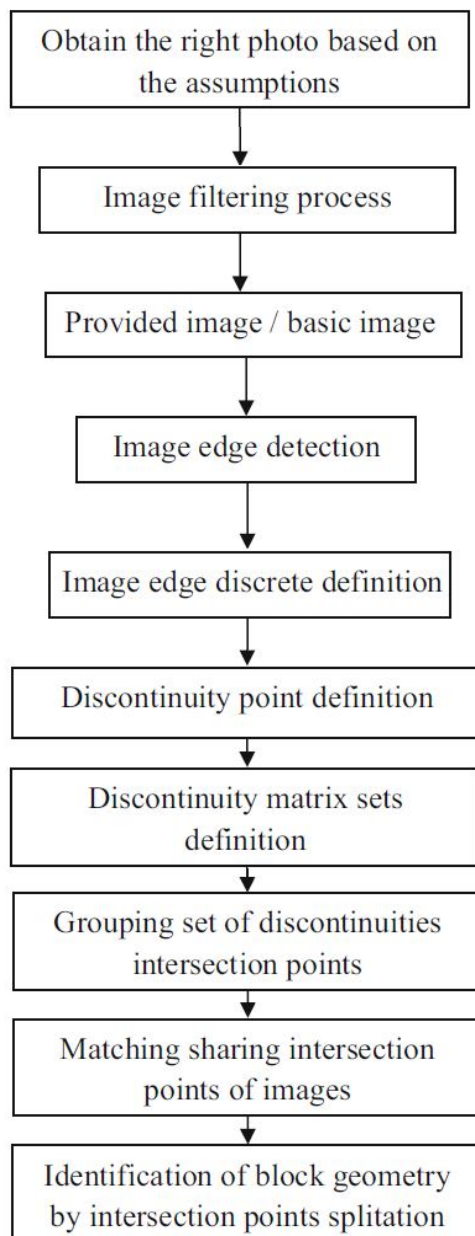 Obtain the right photo based on
the assumptions
Image filtering process
Provided image / basic image
Image edge detection
Image edge discrete definition
Discontinuity point definition
Discontinuity matrix sets
definition
Grouping set of discontinuities
intersection points
Matching sharing intersection
points of images
Identification of block geometry
by intersection points splitation